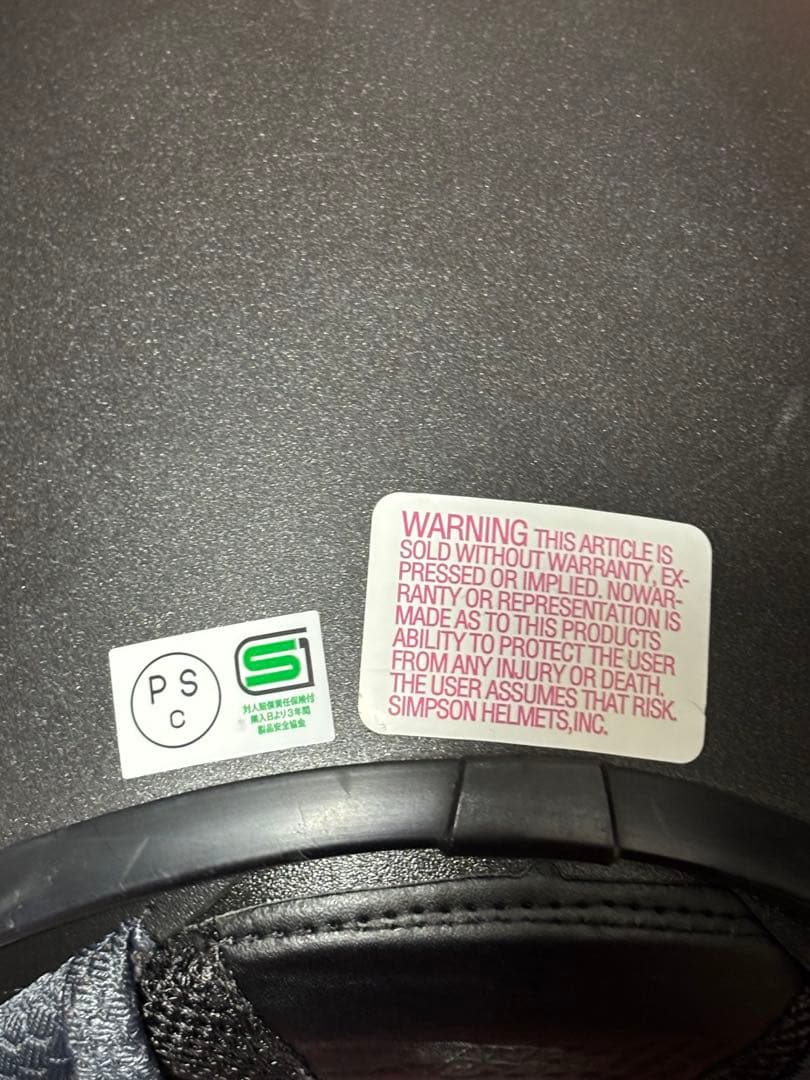 P S
C
SG
対人賠償責任保険付
購入日より3年間
製品安全協会
WARNING THIS ARTICLE IS
SOLD WITHOUT WARRANTY, EX-
PRESSED OR IMPLIED. NOWAR-
RANTY OR REPRESENTATION IS
MADE AS TO THIS PRODUCTS
ABILITY TO PROTECT THE USER
FROM ANY INJURY OR DEATH.
THE USER ASSUMES THAT RISK.
SIMPSON HELMETS,INC.